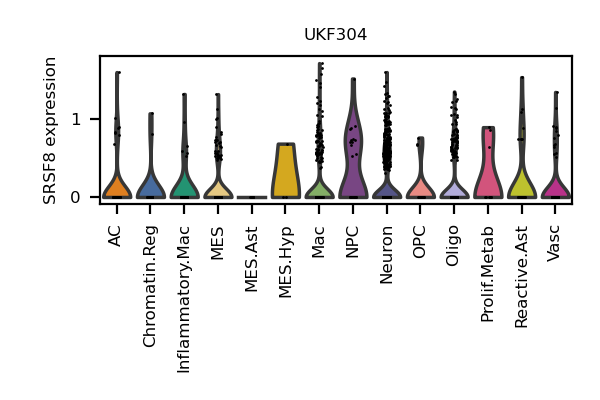 UKF304
SRSF8 expression
1
0
AC
Chromatin.Reg
Inflammatory.Mac
MES
MES.Ast
MES.Hyp
Mac
NPC
Neuron
OPC
Oligo
Prolif.Metab
Reactive.Ast
Vasc